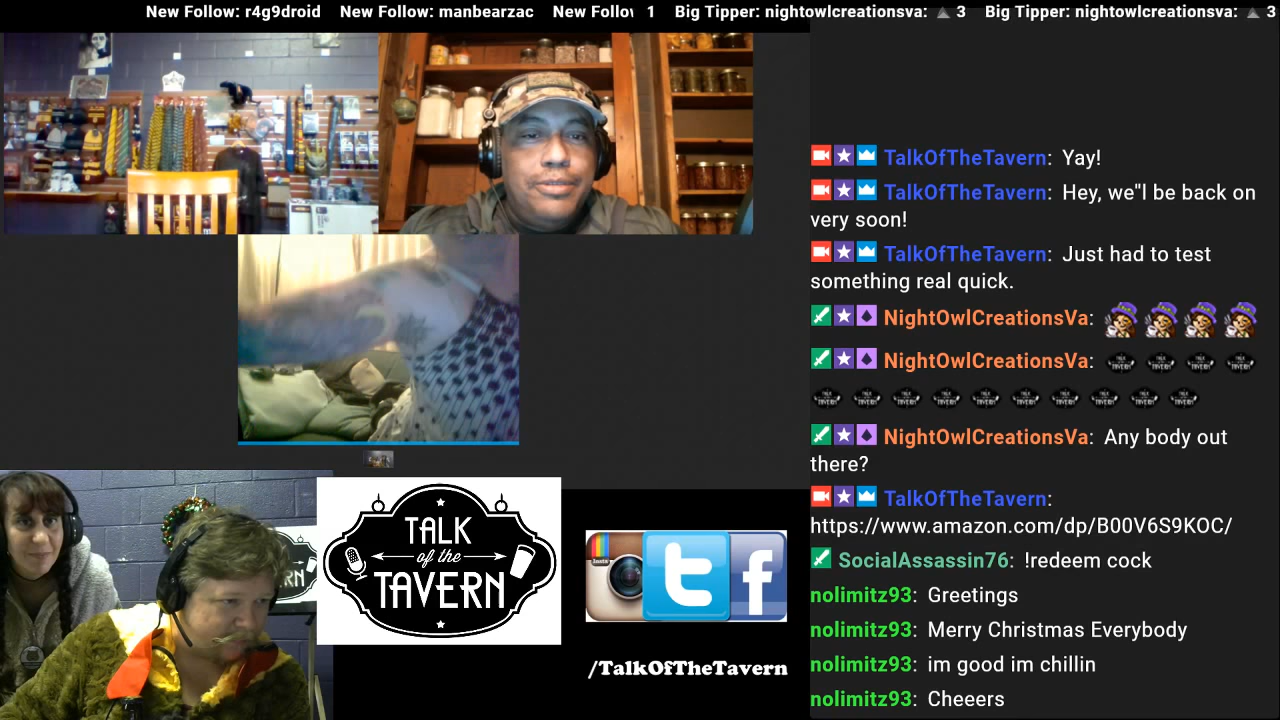 New Follow: r4g9droid New Follow: manbearzac New Follov 1 Big Tipper: nightowlcreationsva: 3 Big Tipper: nightowlcreationsva: 3
TalkOfTheTavern: Yay!
TalkOfTheTavern: Hey, we"l be back on
very soon!
TalkOfTheTavern: Just had to test
something real quick.
NightOwlCreationsVa:
NightOwlCreationsVa:
NightOwlCreationsVa: Any body out
there?
TalkOfTheTavern:
https://www.amazon.com/dp/B00V6S9KOC/
SocialAssassin76: !redeem cock
nolimitz93: Greetings
nolimitz93: Merry Christmas Everybody
nolimitz93: im good im chillin
nolimitz93: Cheeers
TALK
of the
TAVERN
/TalkOfTheTavern